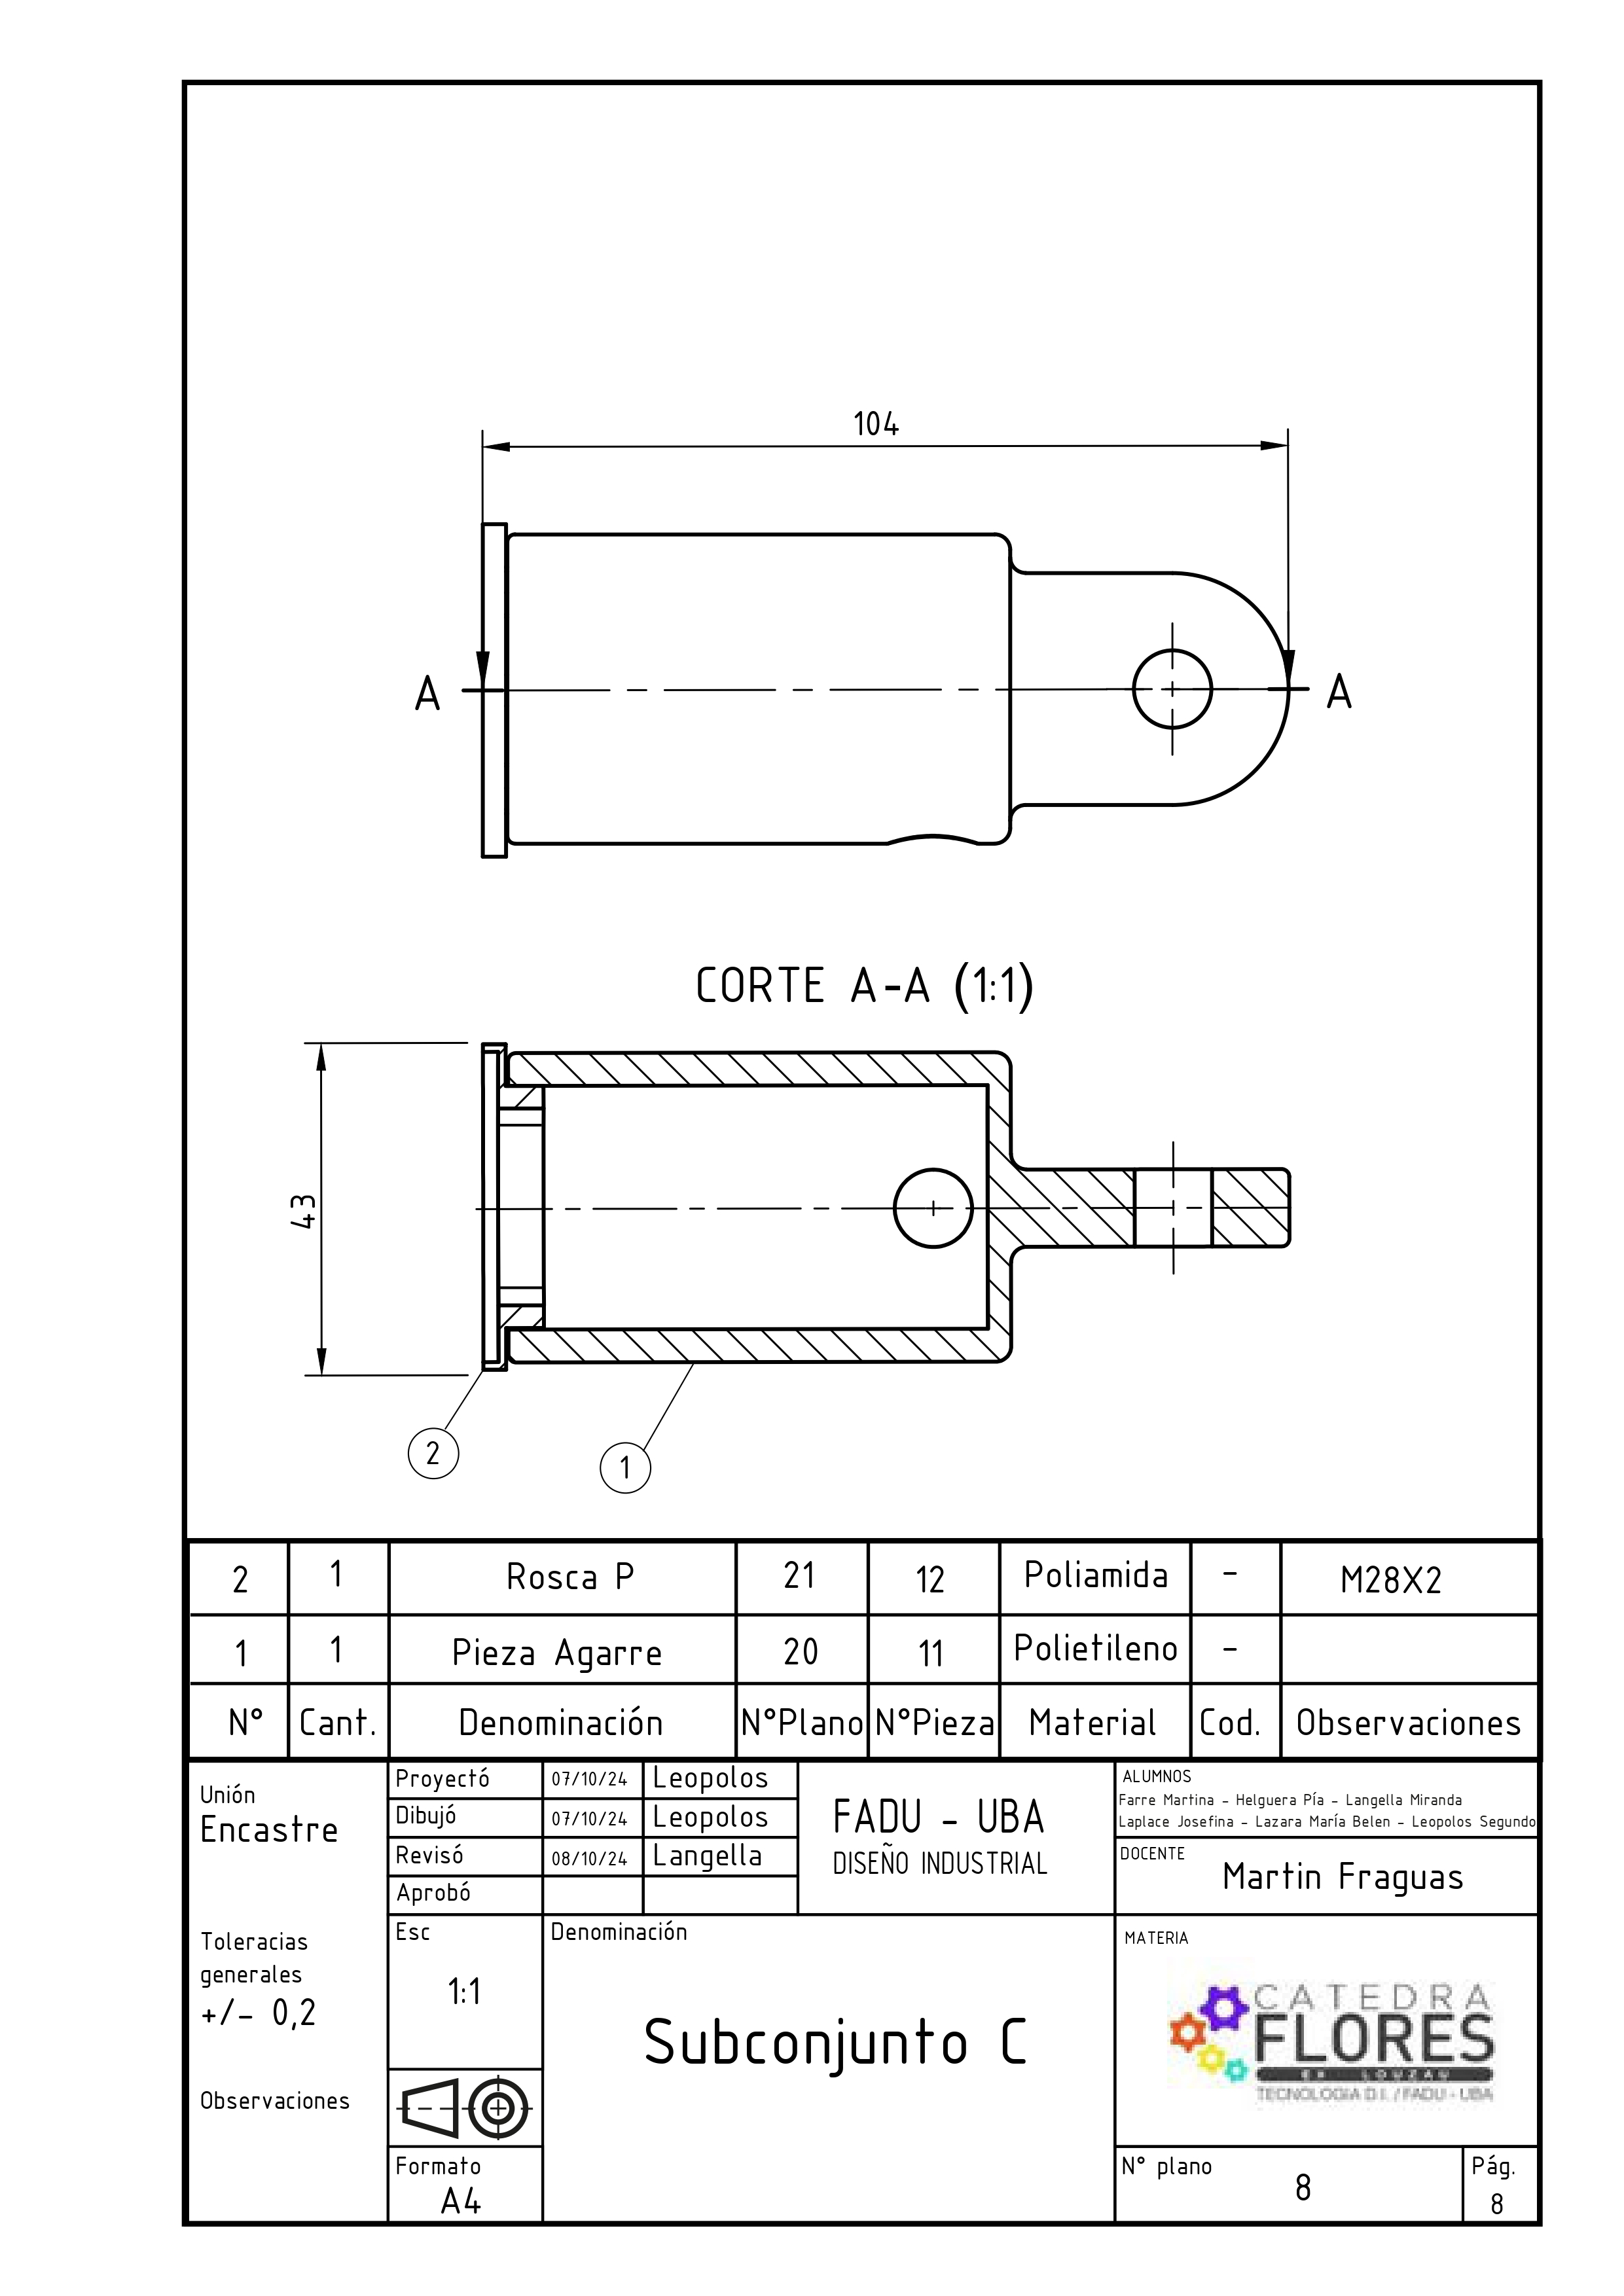 104
A
A
CORTE A-A (1:1)
43
2
1
2 1 Rosca P 21 12 Poliamida - M28X2
1 1 Pieza Agarre 20 11 Polietileno -
N° Cant. Denominación N°Plano N°Pieza Material Cod. Observaciones
Unión
Encastre
Toleracias
generales
+/- 0,2
Observaciones
Proyectó 07/10/24 Leopolos
Dibujó 07/10/24 Leopolos
Revisó 08/10/24 Langella
Aprobó
Esc
1:1
Formato
A4
FADU - UBA
DISEÑO INDUSTRIAL
Denominación
Subconjunto C
ALUMNOS
Farre Martina - Helguera Pía - Langella Miranda
Laplace Josefina - Lazara María Belen - Leopolos Segundo
DOCENTE
Martin Fraguas
MATERIA
CATEDRA
FLORES
EX LOUZAU
TECNOLOGIA D.I. / FADU - UBA
N° plano
8
Pág.
8